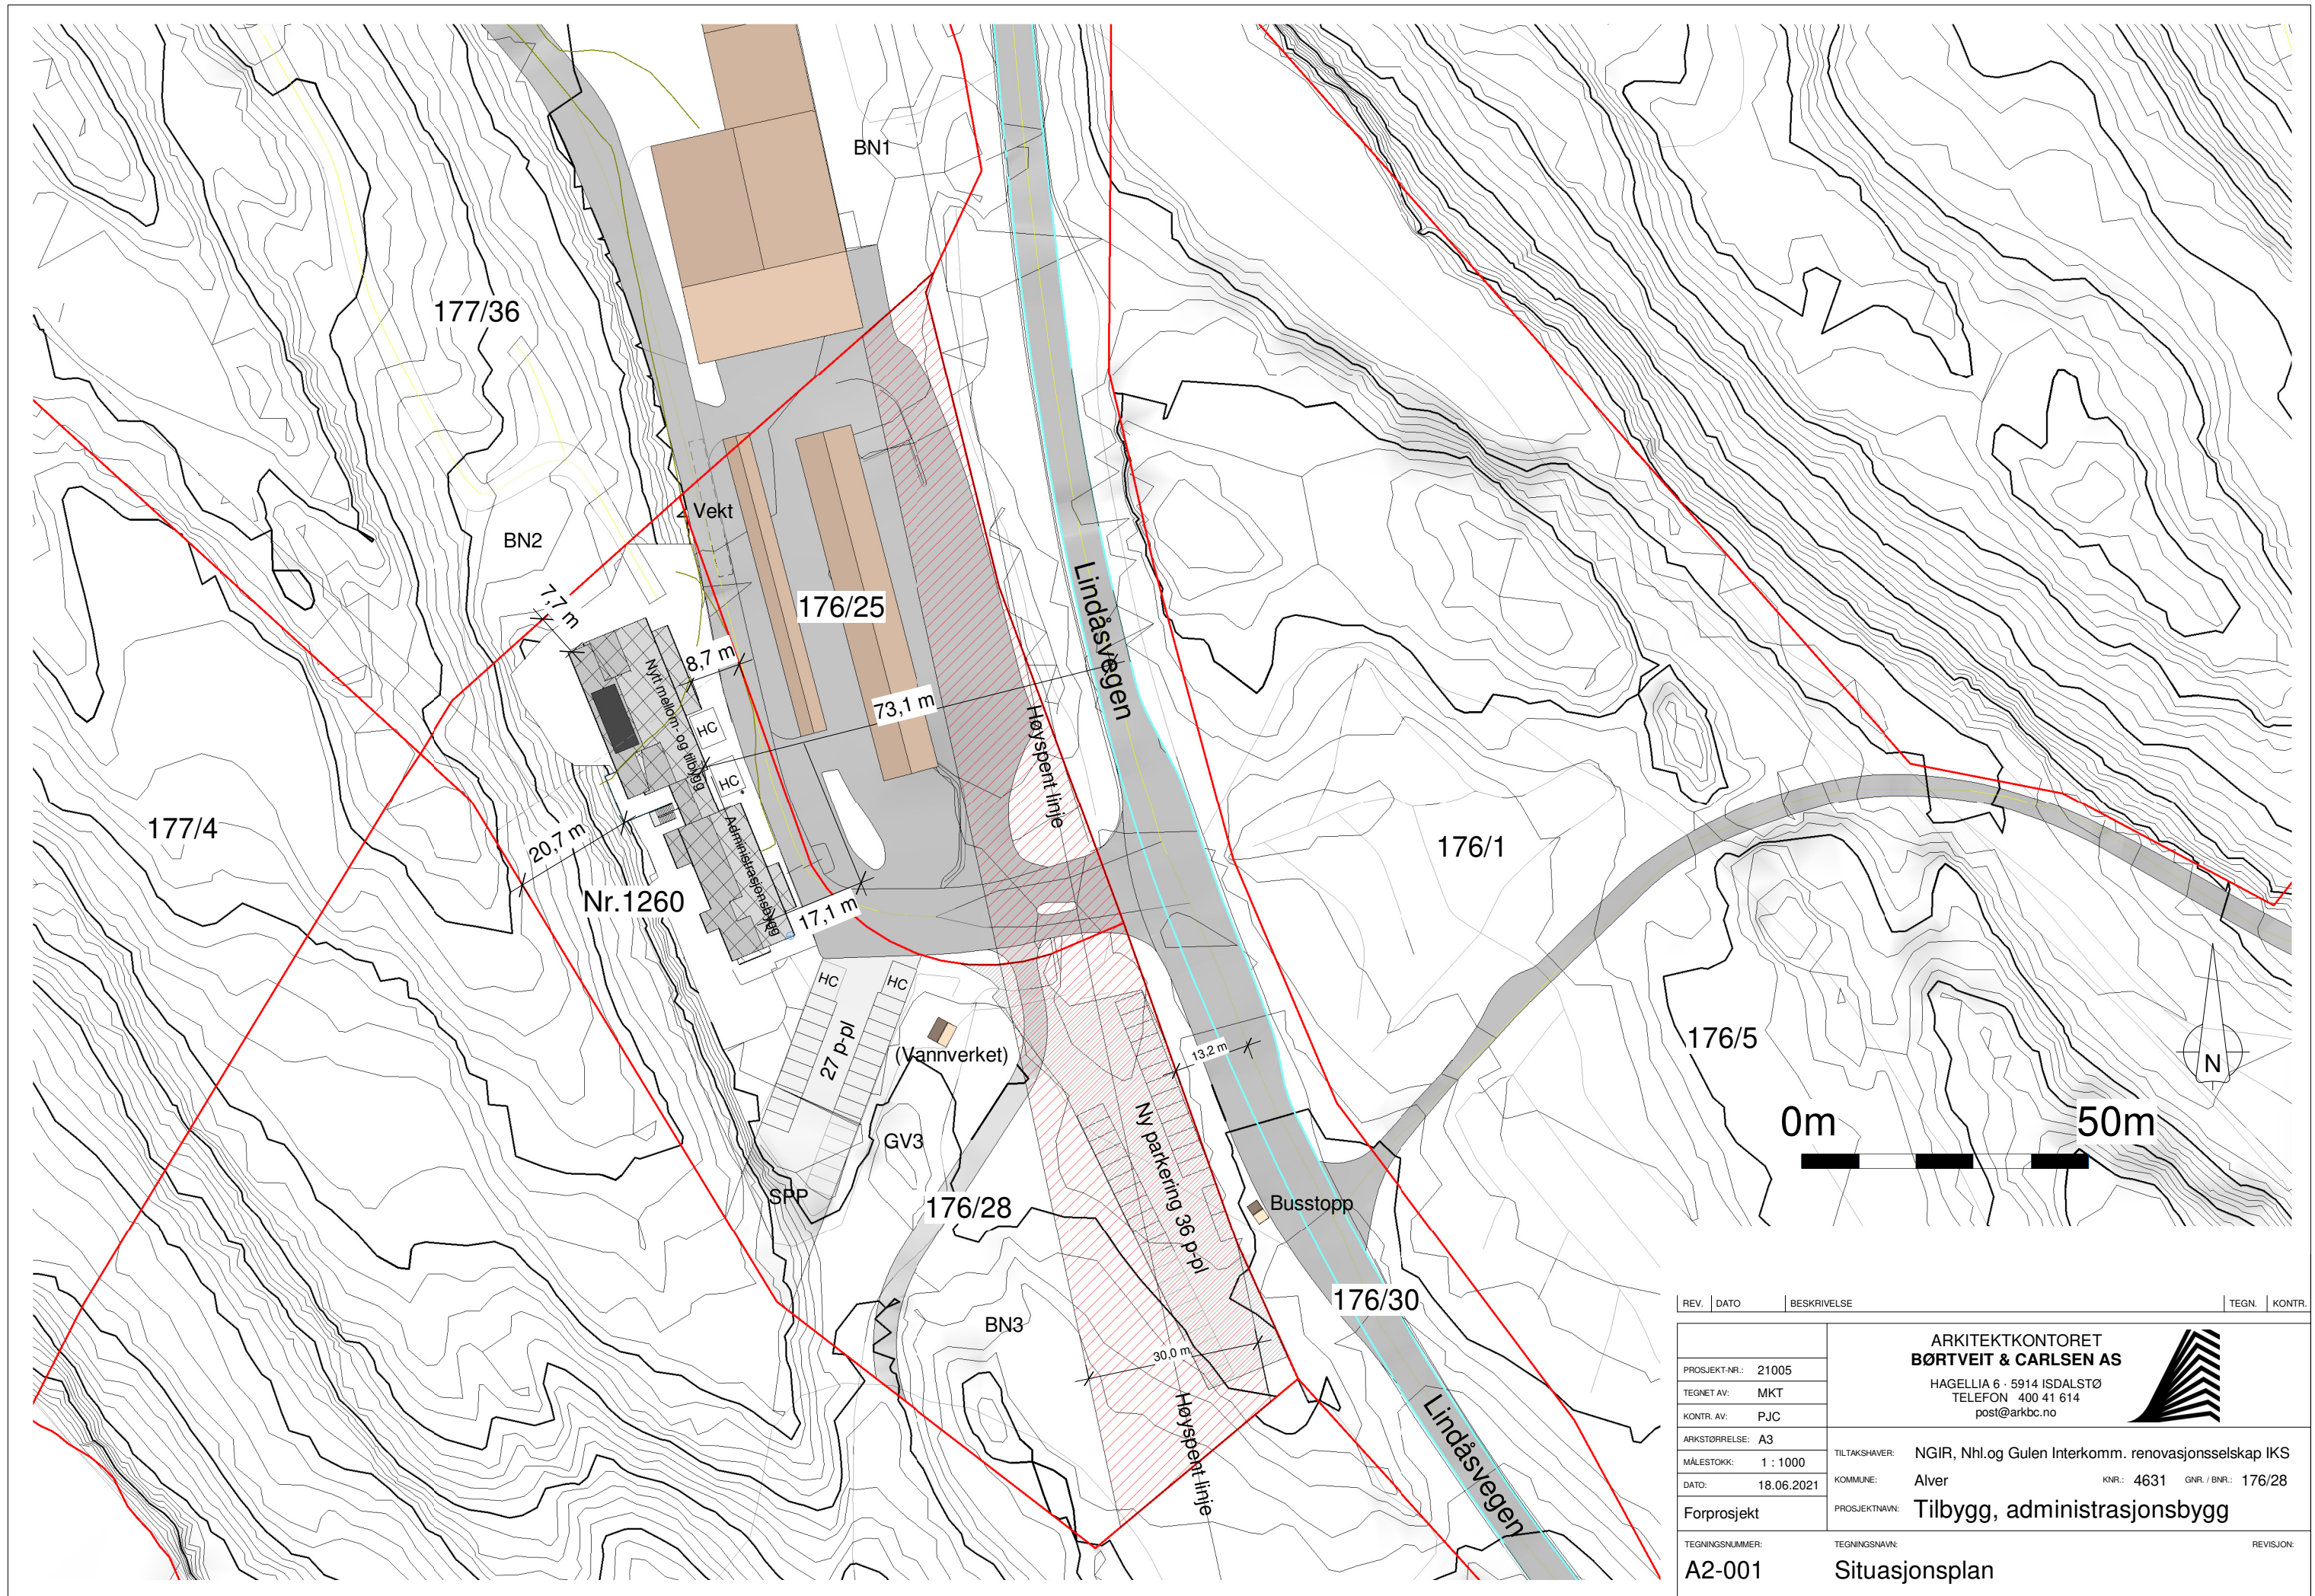 BN1
177/36
Vekt
BN2
7,7 m
176/25
Lindåsvegen
Nytt mellom- og tilbygg
8,7 m
HC
73,1 m
Høyspent linje
HC
177/4
20,7 m
Administrasjonsbygg
176/1
Nr.1260
17,1 m
HC
HC
27 p-pl
(Vannverket)
13,2 m
176/5
N
0m
50m
Ny parkering 36 p-pl
GV3
SPP
176/28
Busstopp
176/30
BN3
30,0 m
Høyspent linje
Lindåsvegen
REV. DATO BESKRIVELSE TEGN. KONTR.
ARKITEKTKONTORET
BØRTVEIT & CARLSEN AS
HAGELLIA 6 - 5914 ISDALSTØ
TELEFON 400 41 614
post@arkbc.no
PROSJEKT-NR.: 21005
TEGNET AV: MKT
KONTR. AV: PJC
ARKSTØRRELSE: A3
MÅLESTOKK: 1 : 1000
DATO: 18.06.2021
Forprosjekt
TILTAKSHAVER: NGIR, Nhl.og Gulen Interkomm. renovasjonsselskap IKS
KOMMUNE: Alver KNR.: 4631 GNR. / BNR.: 176/28
PROSJEKTNAVN: Tilbygg, administrasjonsbygg
TEGNINGSNUMMER: TEGNINGSNAVN: REVISJON:
A2-001 Situasjonsplan